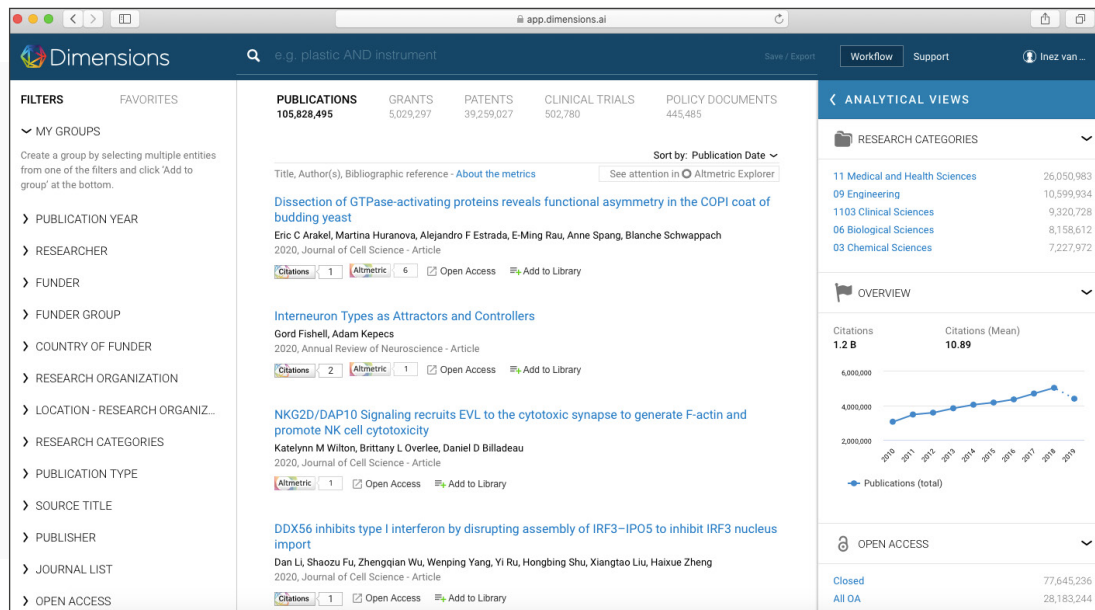 app.dimensions.ai
Dimensions
e.g. plastic AND instrument
Save / Export
Workflow
Support
Inez van ...
FILTERS
FAVORITES
MY GROUPS
Create a group by selecting multiple entities
from one of the filters and click 'Add to
group' at the bottom.
PUBLICATION YEAR
RESEARCHER
FUNDER
FUNDER GROUP
COUNTRY OF FUNDER
RESEARCH ORGANIZATION
LOCATION - RESEARCH ORGANIZ...
RESEARCH CATEGORIES
PUBLICATION TYPE
SOURCE TITLE
PUBLISHER
JOURNAL LIST
OPEN ACCESS
PUBLICATIONS
105,828,495
GRANTS
5,029,297
PATENTS
39,259,027
CLINICAL TRIALS
502,780
POLICY DOCUMENTS
445,485
Sort by: Publication Date
Title, Author(s), Bibliographic reference - About the metrics
See attention in Altmetric Explorer
Dissection of GTPase-activating proteins reveals functional asymmetry in the COPI coat of
budding yeast
Eric C Arakel, Martina Huranova, Alejandro F Estrada, E-Ming Rau, Anne Spang, Blanche Schwappach
2020, Journal of Cell Science - Article
Citations 1 Altmetric 6 Open Access Add to Library
Interneuron Types as Attractors and Controllers
Gord Fishell, Adam Kepecs
2020, Annual Review of Neuroscience - Article
Citations 2 Altmetric 1 Open Access Add to Library
NKG2D/DAP10 Signaling recruits EVL to the cytotoxic synapse to generate F-actin and
promote NK cell cytotoxicity
Katelynn M Wilton, Brittany L Overlee, Daniel D Billadeau
2020, Journal of Cell Science - Article
Altmetric 1 Open Access Add to Library
DDX56 inhibits type I interferon by disrupting assembly of IRF3–IPO5 to inhibit IRF3 nucleus
import
Dan Li, Shaozu Fu, Zhengqian Wu, Wenping Yang, Yi Ru, Hongbing Shu, Xiangtao Liu, Haixue Zheng
2020, Journal of Cell Science - Article
Citations 1 Open Access Add to Library
ANALYTICAL VIEWS
RESEARCH CATEGORIES
11 Medical and Health Sciences 26,050,983
09 Engineering 10,599,934
1103 Clinical Sciences 9,320,728
06 Biological Sciences 8,158,612
03 Chemical Sciences 7,227,972
OVERVIEW
Citations
1.2 B
Citations (Mean)
10.89
6,000,000
4,000,000
2,000,000
2010 2011 2012 2013 2014 2015 2016 2017 2018 2019
Publications (total)
OPEN ACCESS
Closed 77,645,236
All OA 28,183,244